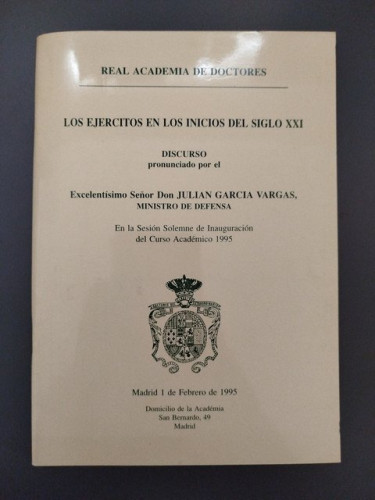 REAL ACADEMIA DE DOCTORES
LOS EJERCITOS EN LOS INICIOS DEL SIGLO XXI
DISCURSO
pronunciado por el
Excelentísimo Señor Don JULIAN GARCIA VARGAS,
MINISTRO DE DEFENSA
En la Sesión Solemne de Inauguración
del Curso Académico 1995
Madrid 1 de Febrero de 1995
Domicilio de la Académia
San Bernardo, 49
Madrid